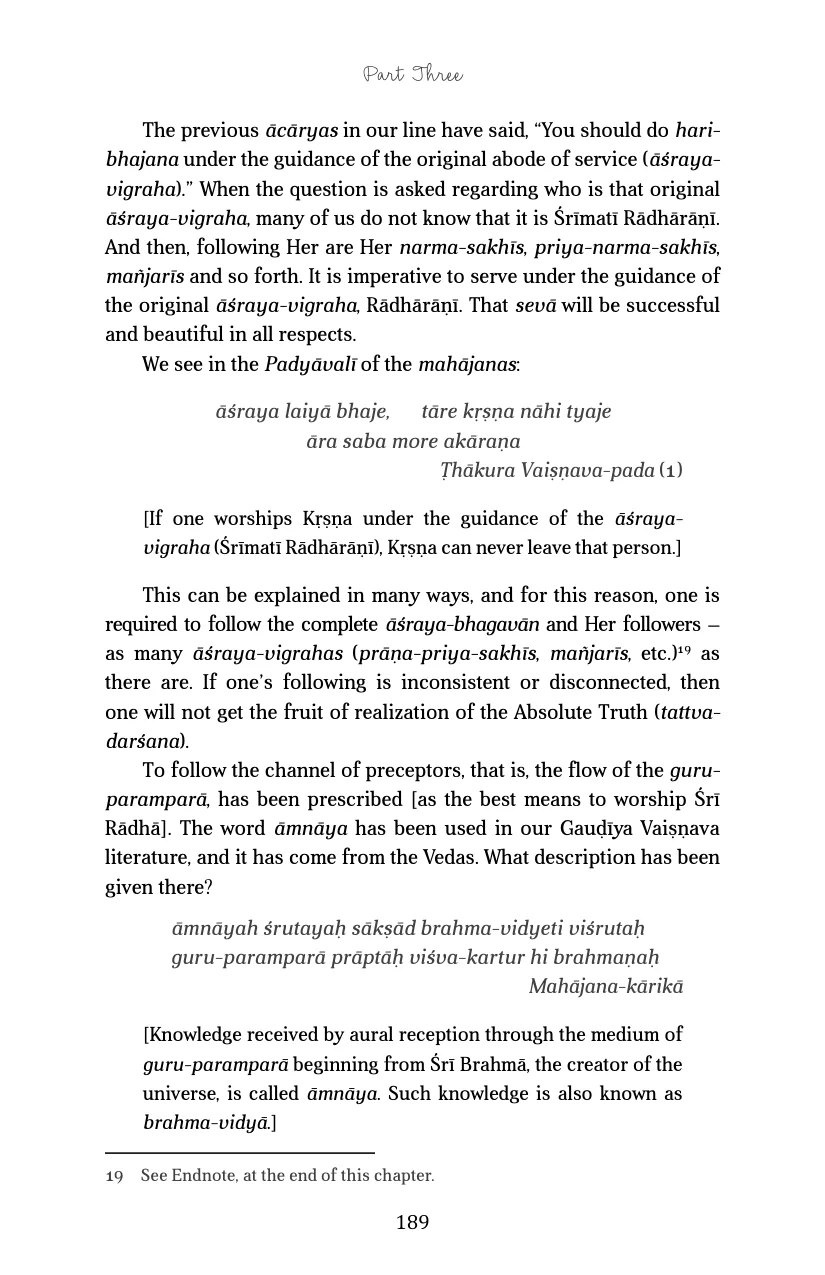 Part Three
The previous ācāryas in our line have said, “You should do hari-
bhajana under the guidance of the original abode of service (āśraya-
vigraha).” When the question is asked regarding who is that original
āśraya-vigraha, many of us do not know that it is Śrīmatī Rādhārāṇī.
And then, following Her are Her narma-sakhīs, priya-narma-sakhīs,
mañjarīs and so forth. It is imperative to serve under the guidance of
the original āśraya-vigraha, Rādhārāṇī. That sevā will be successful
and beautiful in all respects.
We see in the Padyāvalī of the mahājanas:
āśraya laiyā bhaje, tāre kṛṣṇa nāhi tyaje
āra saba more akāraṇa
Ṭhākura Vaiṣṇava-pada (1)
[If one worships Kṛṣṇa under the guidance of the āśraya-
vigraha (Śrīmatī Rādhārāṇī), Kṛṣṇa can never leave that person.]
This can be explained in many ways, and for this reason, one is
required to follow the complete āśraya-bhagavān and Her followers –
as many āśraya-vigrahas (prāṇa-priya-sakhīs, mañjarīs, etc.)¹⁹ as
there are. If one’s following is inconsistent or disconnected, then
one will not get the fruit of realization of the Absolute Truth (tattva-
darśana).
To follow the channel of preceptors, that is, the flow of the guru-
paramparā, has been prescribed [as the best means to worship Śrī
Rādhā]. The word āmnāya has been used in our Gauḍīya Vaiṣṇava
literature, and it has come from the Vedas. What description has been
given there?
āmnāyah śrutayaḥ sākṣād brahma-vidyeti viśrutaḥ
guru-paramparā prāptāḥ viśva-kartur hi brahmaṇaḥ
Mahājana-kārikā
[Knowledge received by aural reception through the medium of
guru-paramparā beginning from Śrī Brahmā, the creator of the
universe, is called āmnāya. Such knowledge is also known as
brahma-vidyā.]
19 See Endnote, at the end of this chapter.
189